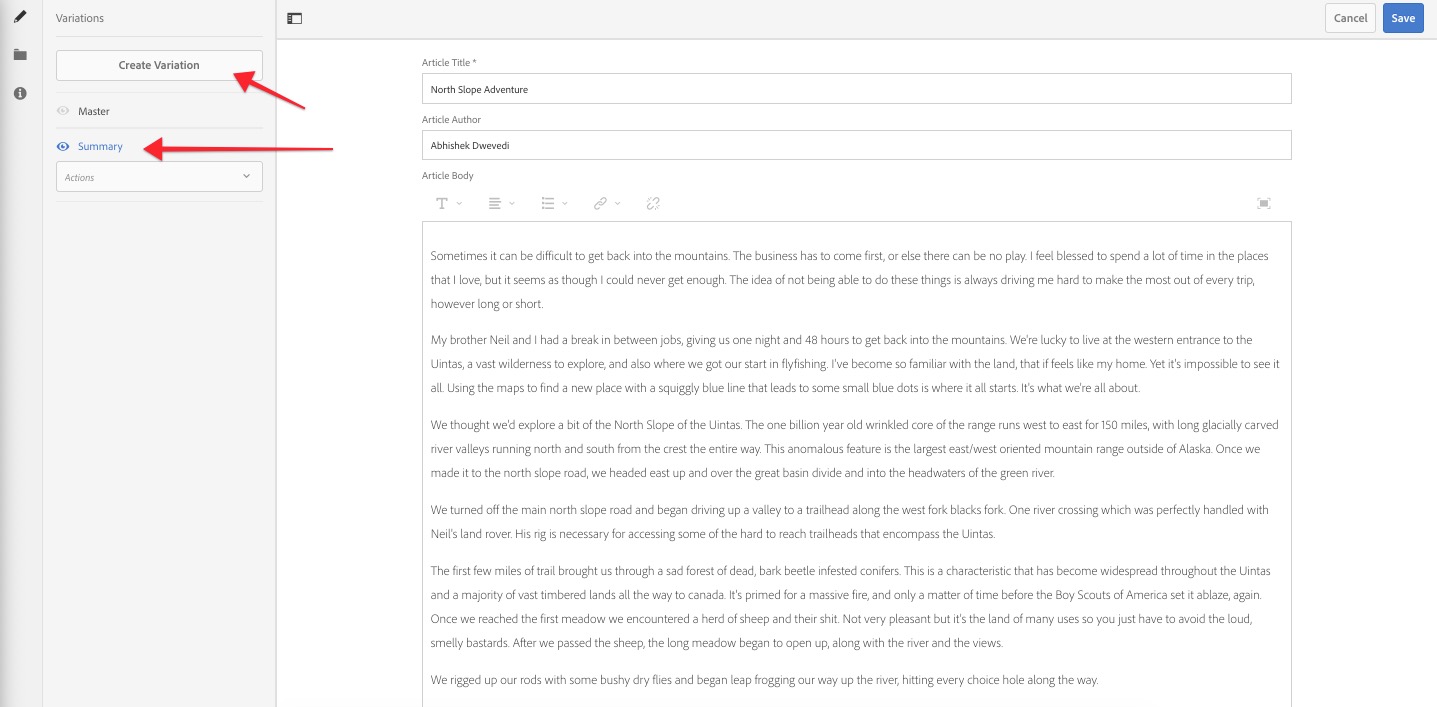 Variations
Cancel
Save
Create Variation
Master
Summary
Actions
Article Title *
North Slope Adventure
Article Author
Abhishek Dwevedi
Article Body
Sometimes it can be difficult to get back into the mountains. The business has to come first, or else there can be no play. I feel blessed to spend a lot of time in the places
that I love, but it seems as though I could never get enough. The idea of not being able to do these things is always driving me hard to make the most out of every trip,
however long or short.
My brother Neil and I had a break in between jobs, giving us one night and 48 hours to get back into the mountains. We're lucky to live at the western entrance to the
Uintas, a vast wilderness to explore, and also where we got our start in flyfishing. I've become so familiar with the land, that if feels like my home. Yet it's impossible to see it
all. Using the maps to find a new place with a squiggly blue line that leads to some small blue dots is where it all starts. It's what we're all about.
We thought we'd explore a bit of the North Slope of the Uintas. The one billion year old wrinkled core of the range runs west to east for 150 miles, with long glacially carved
river valleys running north and south from the crest the entire way. This anomalous feature is the largest east/west oriented mountain range outside of Alaska. Once we
made it to the north slope road, we headed east up and over the great basin divide and into the headwaters of the green river.
We turned off the main north slope road and began driving up a valley to a trailhead along the west fork blacks fork. One river crossing which was perfectly handled with
Neil's land rover. His rig is necessary for accessing some of the hard to reach trailheads that encompass the Uintas.
The first few miles of trail brought us through a sad forest of dead, bark beetle infested conifers. This is a characteristic that has become widespread throughout the Uintas
and a majority of vast timbered lands all the way to canada. It's primed for a massive fire, and only a matter of time before the Boy Scouts of America set it ablaze, again.
Once we reached the first meadow we encountered a herd of sheep and their shit. Not very pleasant but it's the land of many uses so you just have to avoid the loud,
smelly bastards. After we passed the sheep, the long meadow began to open up, along with the river and the views.
We rigged up our rods with some bushy dry flies and began leap frogging our way up the river, hitting every choice hole along the way.